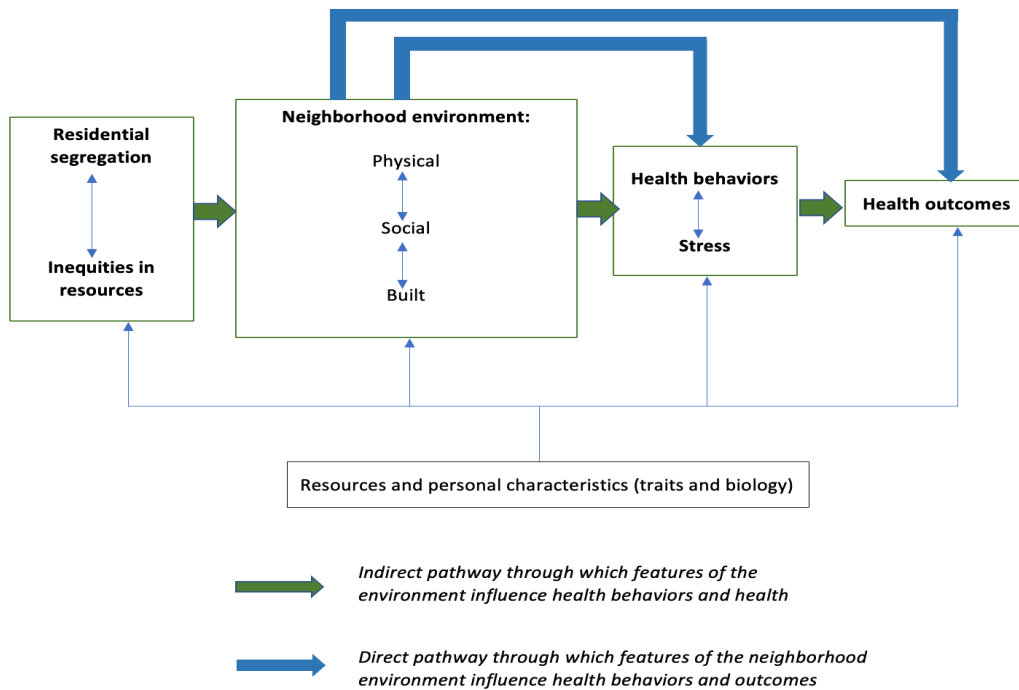 Residential
segregation
Inequities in
resources
Neighborhood environment:
Physical
Social
Built
Health behaviors
Stress
Health outcomes
Resources and personal characteristics (traits and biology)
Indirect pathway through which features of the
environment influence health behaviors and health
Direct pathway through which features of the neighborhood
environment influence health behaviors and outcomes